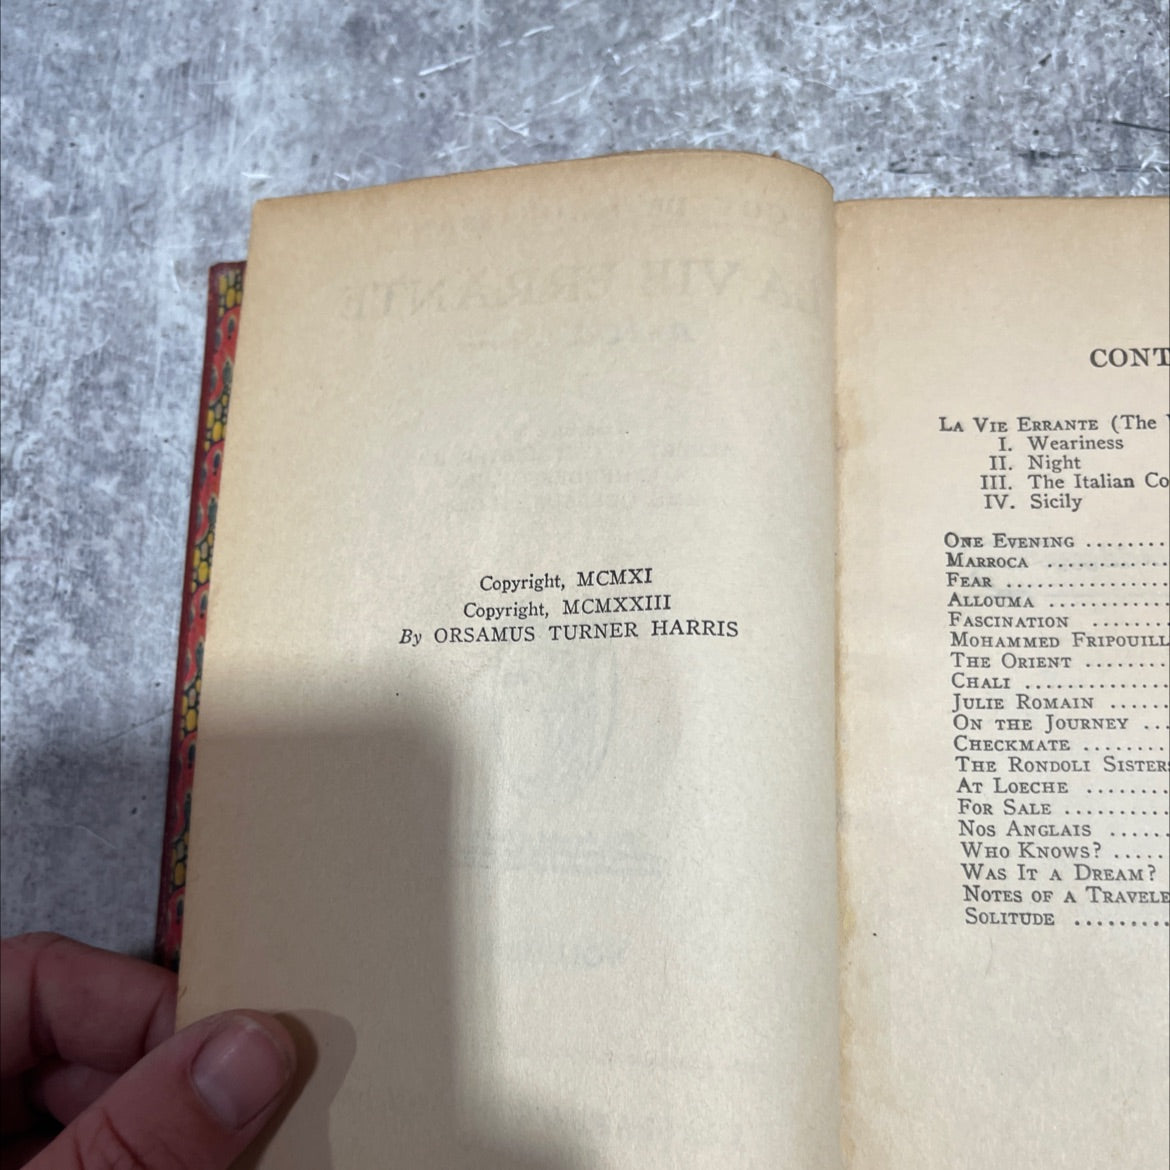 Copyright, MCMXI
Copyright, MCMXXIII
By ORSAMUS TURNER HARRIS
CONT
LA VIE ERRANTE (The
I. Weariness
II. Night
III. The Italian Co
IV. Sicily
ONE EVENING ........
MARROCA ............
FEAR ................
ALLOUMA ............
FASCINATION ........
MOHAMMED FRIPOUILL
THE ORIENT ........
CHALI ..............
JULIE ROMAIN ......
ON THE JOURNEY ...
CHECKMATE ........
THE RONDOLI SISTERS
AT LOECHE ........
FOR SALE ..........
NOS ANGLAIS ......
WHO KNOWS? .....
WAS IT A DREAM?
NOTES OF A TRAVELE
SOLITUDE .........